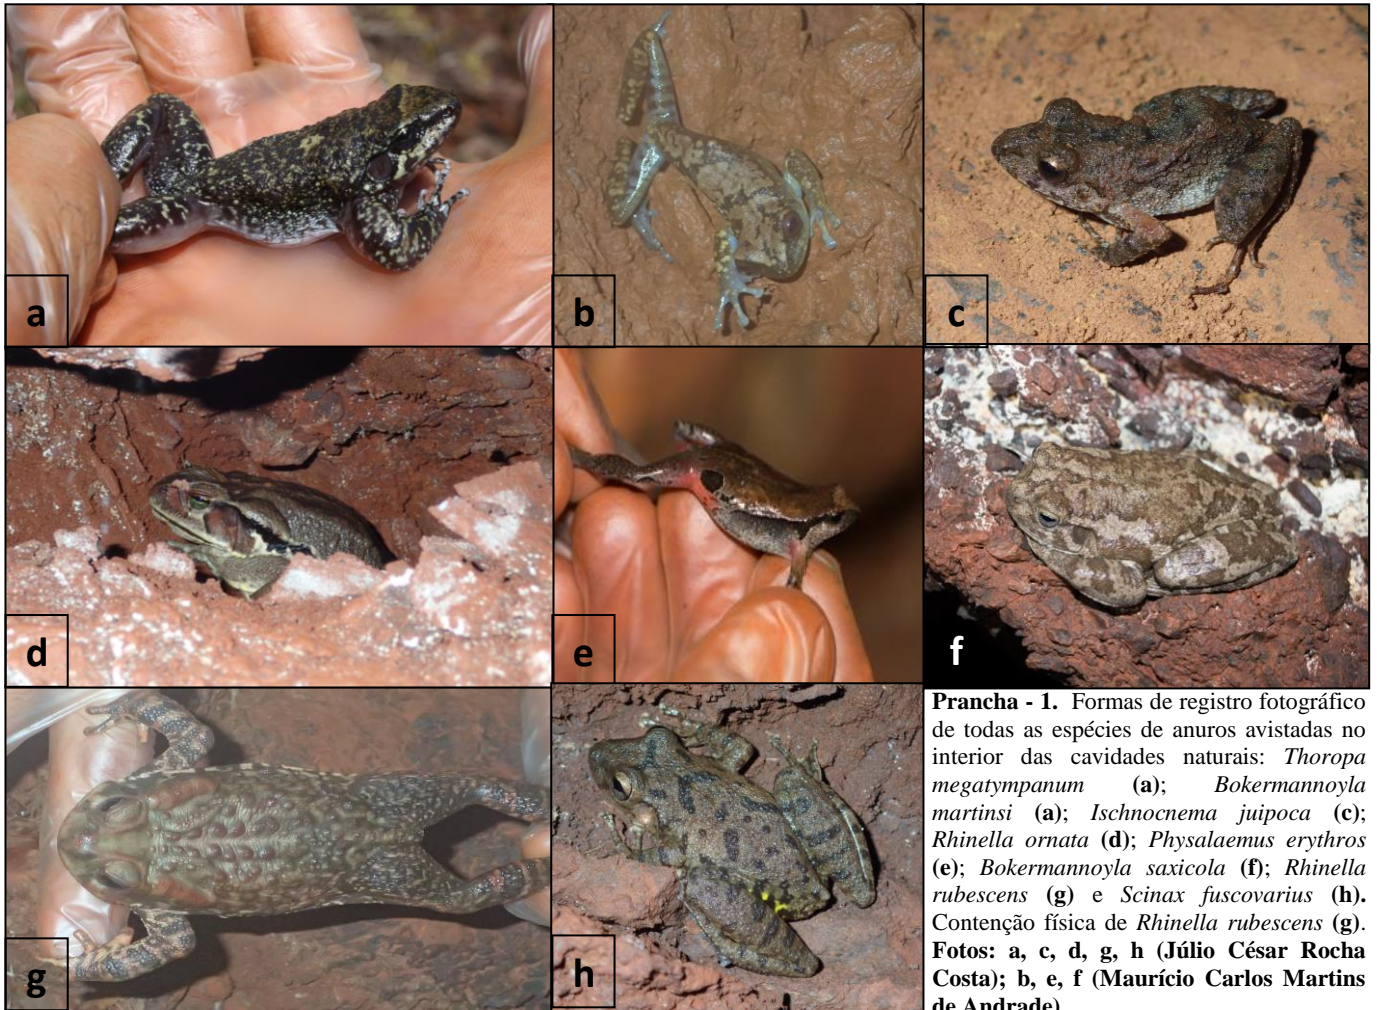 a
b
c
d
e
f
g
h
Prancha - 1. Formas de registro fotográfico
de todas as espécies de anuros avistadas no
interior das cavidades naturais: Thoropa
megatympanum (a); Bokermannoyla
martinsi (a); Ischnocnema juipoca (c);
Rhinella ornata (d); Physalaemus erythros
(e); Bokermannoyla saxicola (f); Rhinella
rubescens (g) e Scinax fuscovarius (h).
Contenção física de Rhinella rubescens (g).
Fotos: a, c, d, g, h (Júlio César Rocha
Costa); b, e, f (Maurício Carlos Martins
de Andrade)